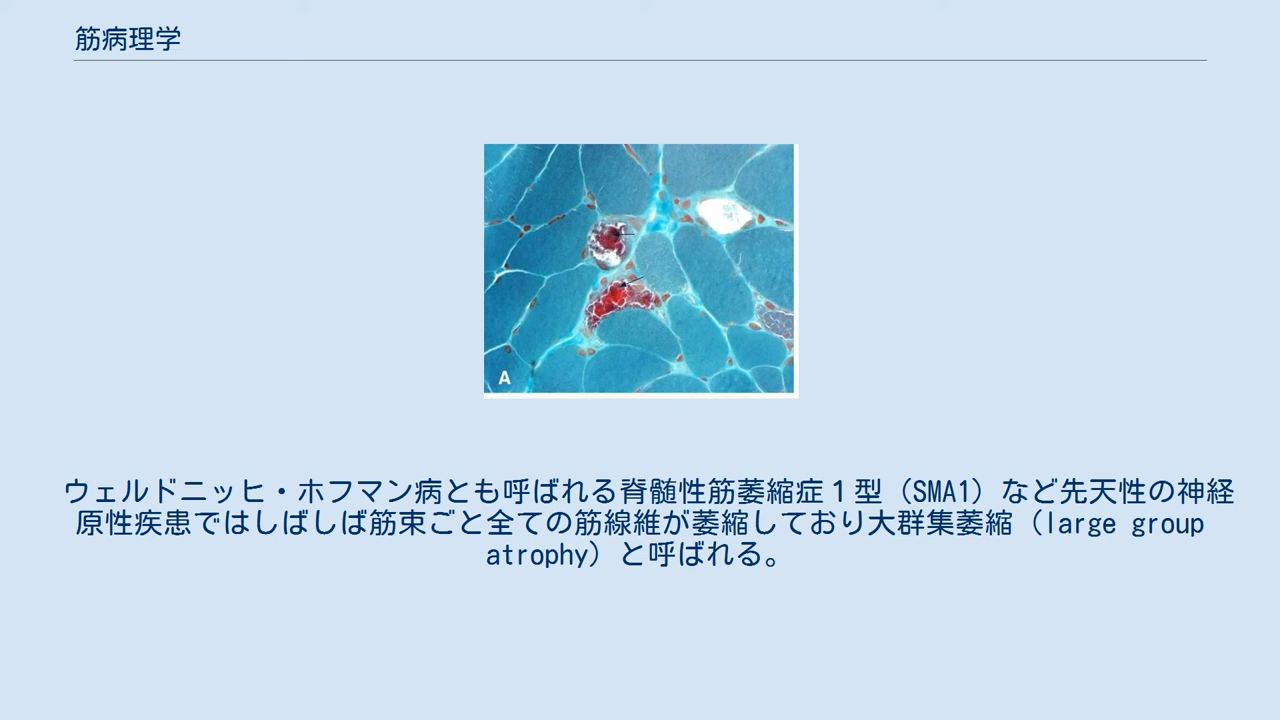 筋病理学
A
ウェルドニッヒ・ホフマン病とも呼ばれる脊髄性筋萎縮症１型（SMA1）など先天性の神経
原性疾患ではしばしば筋束ごと全ての筋線維が萎縮しており大群集萎縮（large group
atrophy）と呼ばれる。